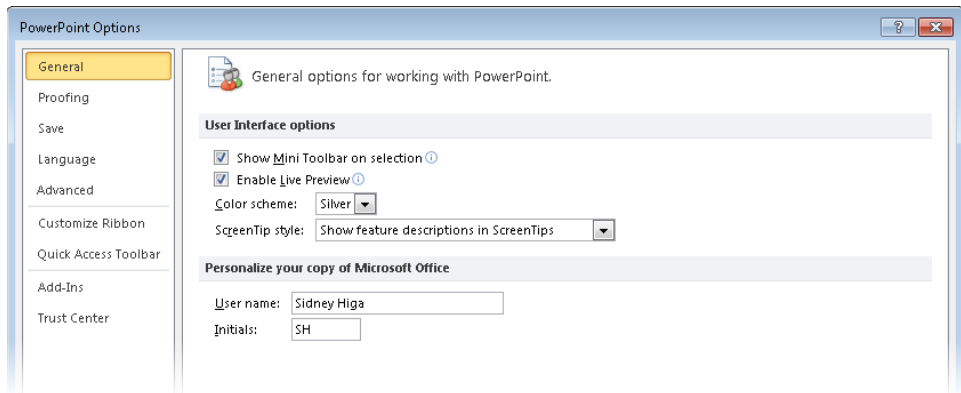 PowerPoint Options
General
Proofing
Save
Language
Advanced
Customize Ribbon
Quick Access Toolbar
Add-Ins
Trust Center
General options for working with PowerPoint.
User Interface options
Show Mini Toolbar on selection
Enable Live Preview
Color scheme: Silver
ScreenTip style: Show feature descriptions in ScreenTips
Personalize your copy of Microsoft Office
User name: Sidney Higa
Initials: SH